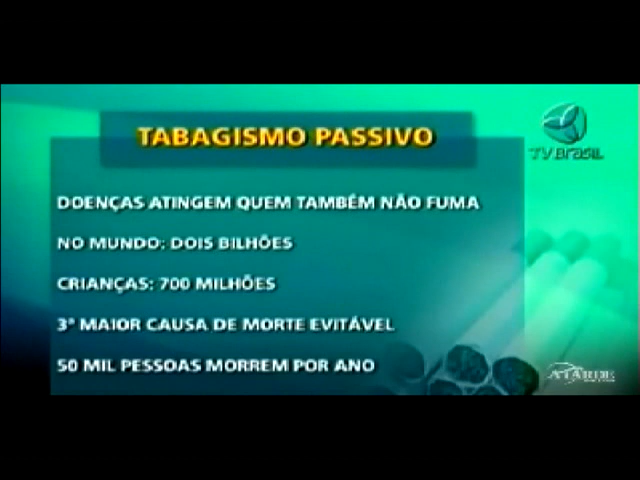 TABAGISMO PASSIVO
TV Brasil
DOENÇAS ATINGEM QUEM TAMBÉM NÃO FUMA
NO MUNDO: DOIS BILHÕES
CRIANÇAS: 700 MILHÕES
3ª MAIOR CAUSA DE MORTE EVITÁVEL
50 MIL PESSOAS MORREM POR ANO
A TARDE